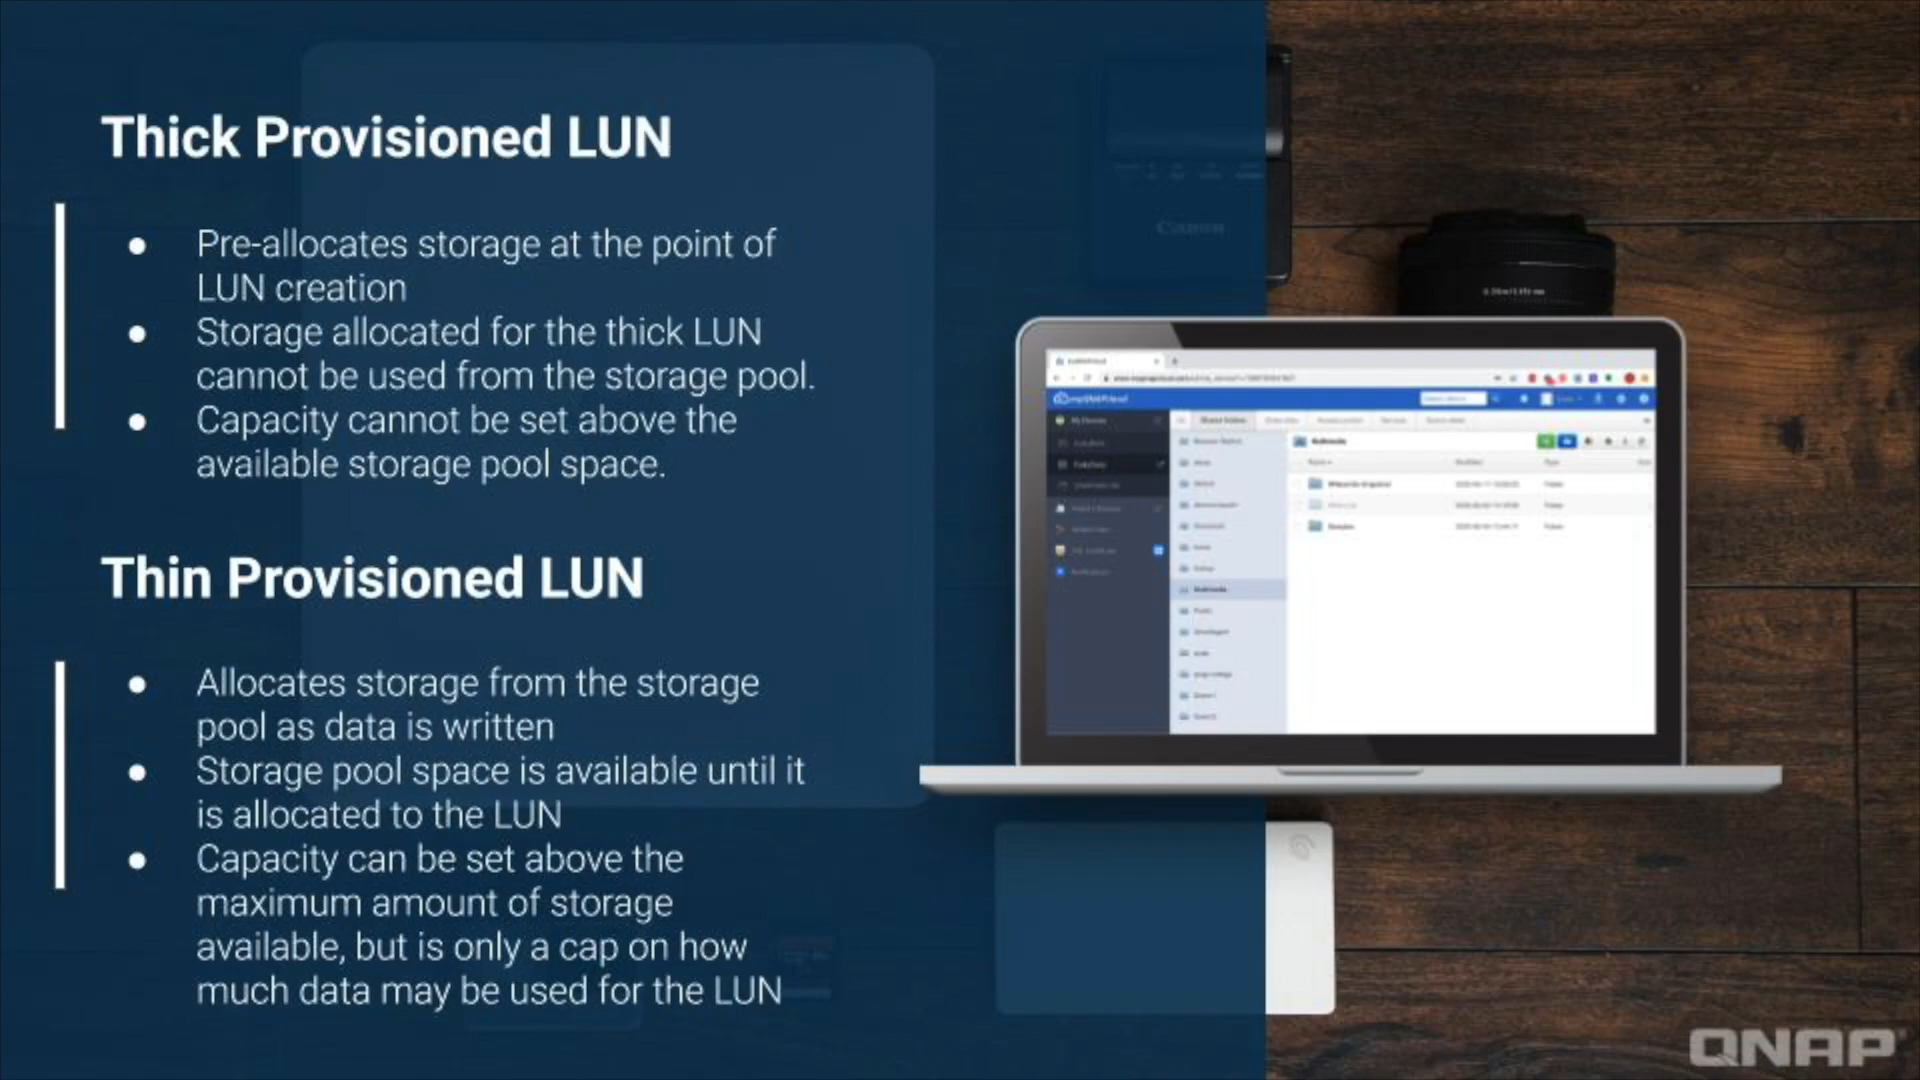 Thick Provisioned LUN
● Pre-allocates storage at the point of
LUN creation
● Storage allocated for the thick LUN
cannot be used from the storage pool.
● Capacity cannot be set above the
available storage pool space.
Thin Provisioned LUN
● Allocates storage from the storage
pool as data is written
● Storage pool space is available until it
is allocated to the LUN
● Capacity can be set above the
maximum amount of storage
available, but is only a cap on how
much data may be used for the LUN
Canon
myQNAPcloud
Multimedia
QNAP